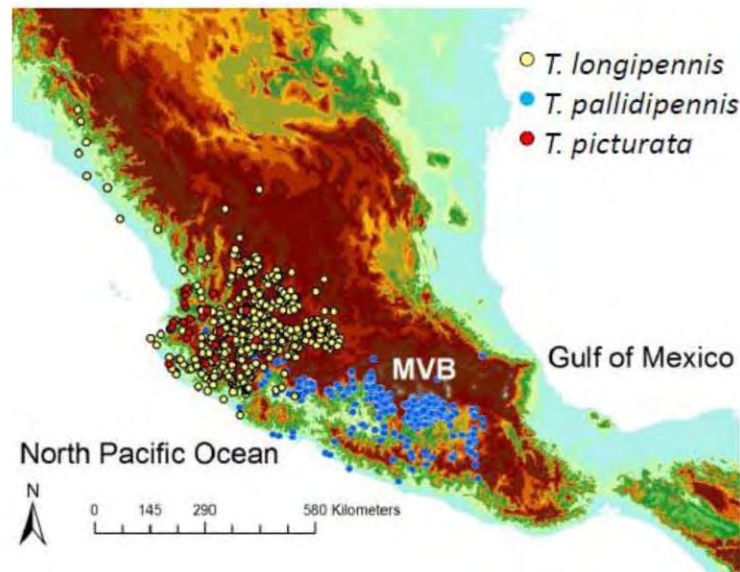 T. longipennis
T. pallidipennis
T. picturata
MVB
Gulf of Mexico
North Pacific Ocean
N
0 145 290 580 Kilometers